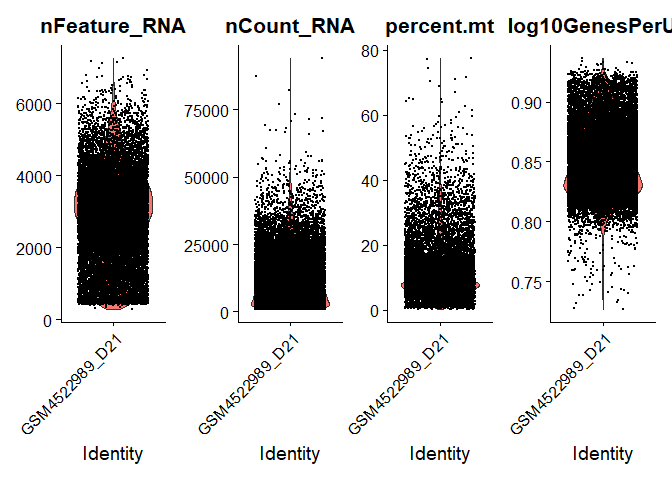 nFeature_RNA
6000
4000
2000
0
GSM4522989_D21
Identity
nCount_RNA
75000
50000
25000
0
GSM4522989_D21
Identity
percent.mt
80
60
40
20
0
GSM4522989_D21
Identity
log10GenesPerU
0.90
0.85
0.80
0.75
GSM4522989_D21
Identity